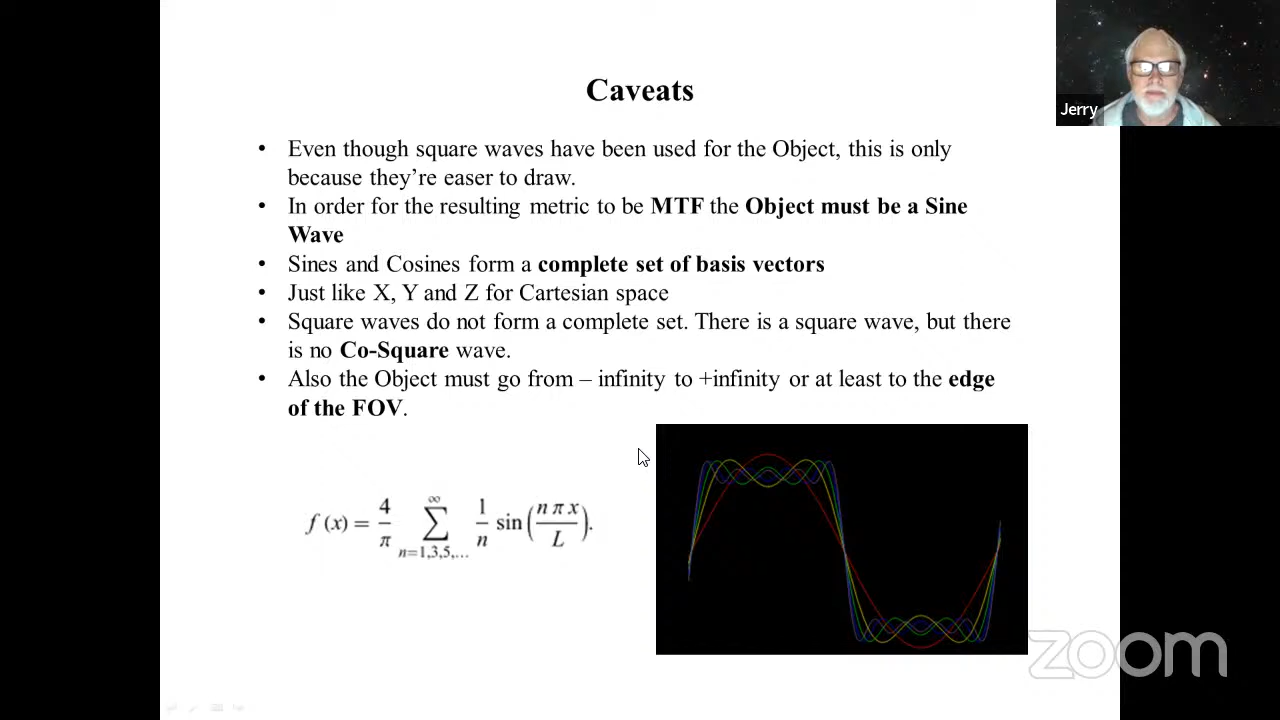 Caveats
Jerry
• Even though square waves have been used for the Object, this is only
because they're easer to draw.
• In order for the resulting metric to be MTF the Object must be a Sine
Wave
• Sines and Cosines form a complete set of basis vectors
• Just like X, Y and Z for Cartesian space
• Square waves do not form a complete set. There is a square wave, but there
is no Co-Square wave.
• Also the Object must go from – infinity to +infinity or at least to the edge
of the FOV.
f (x) = 4/π ∑_{n=1,3,5,...}^{∞} 1/n sin(n π x / L).
zoom